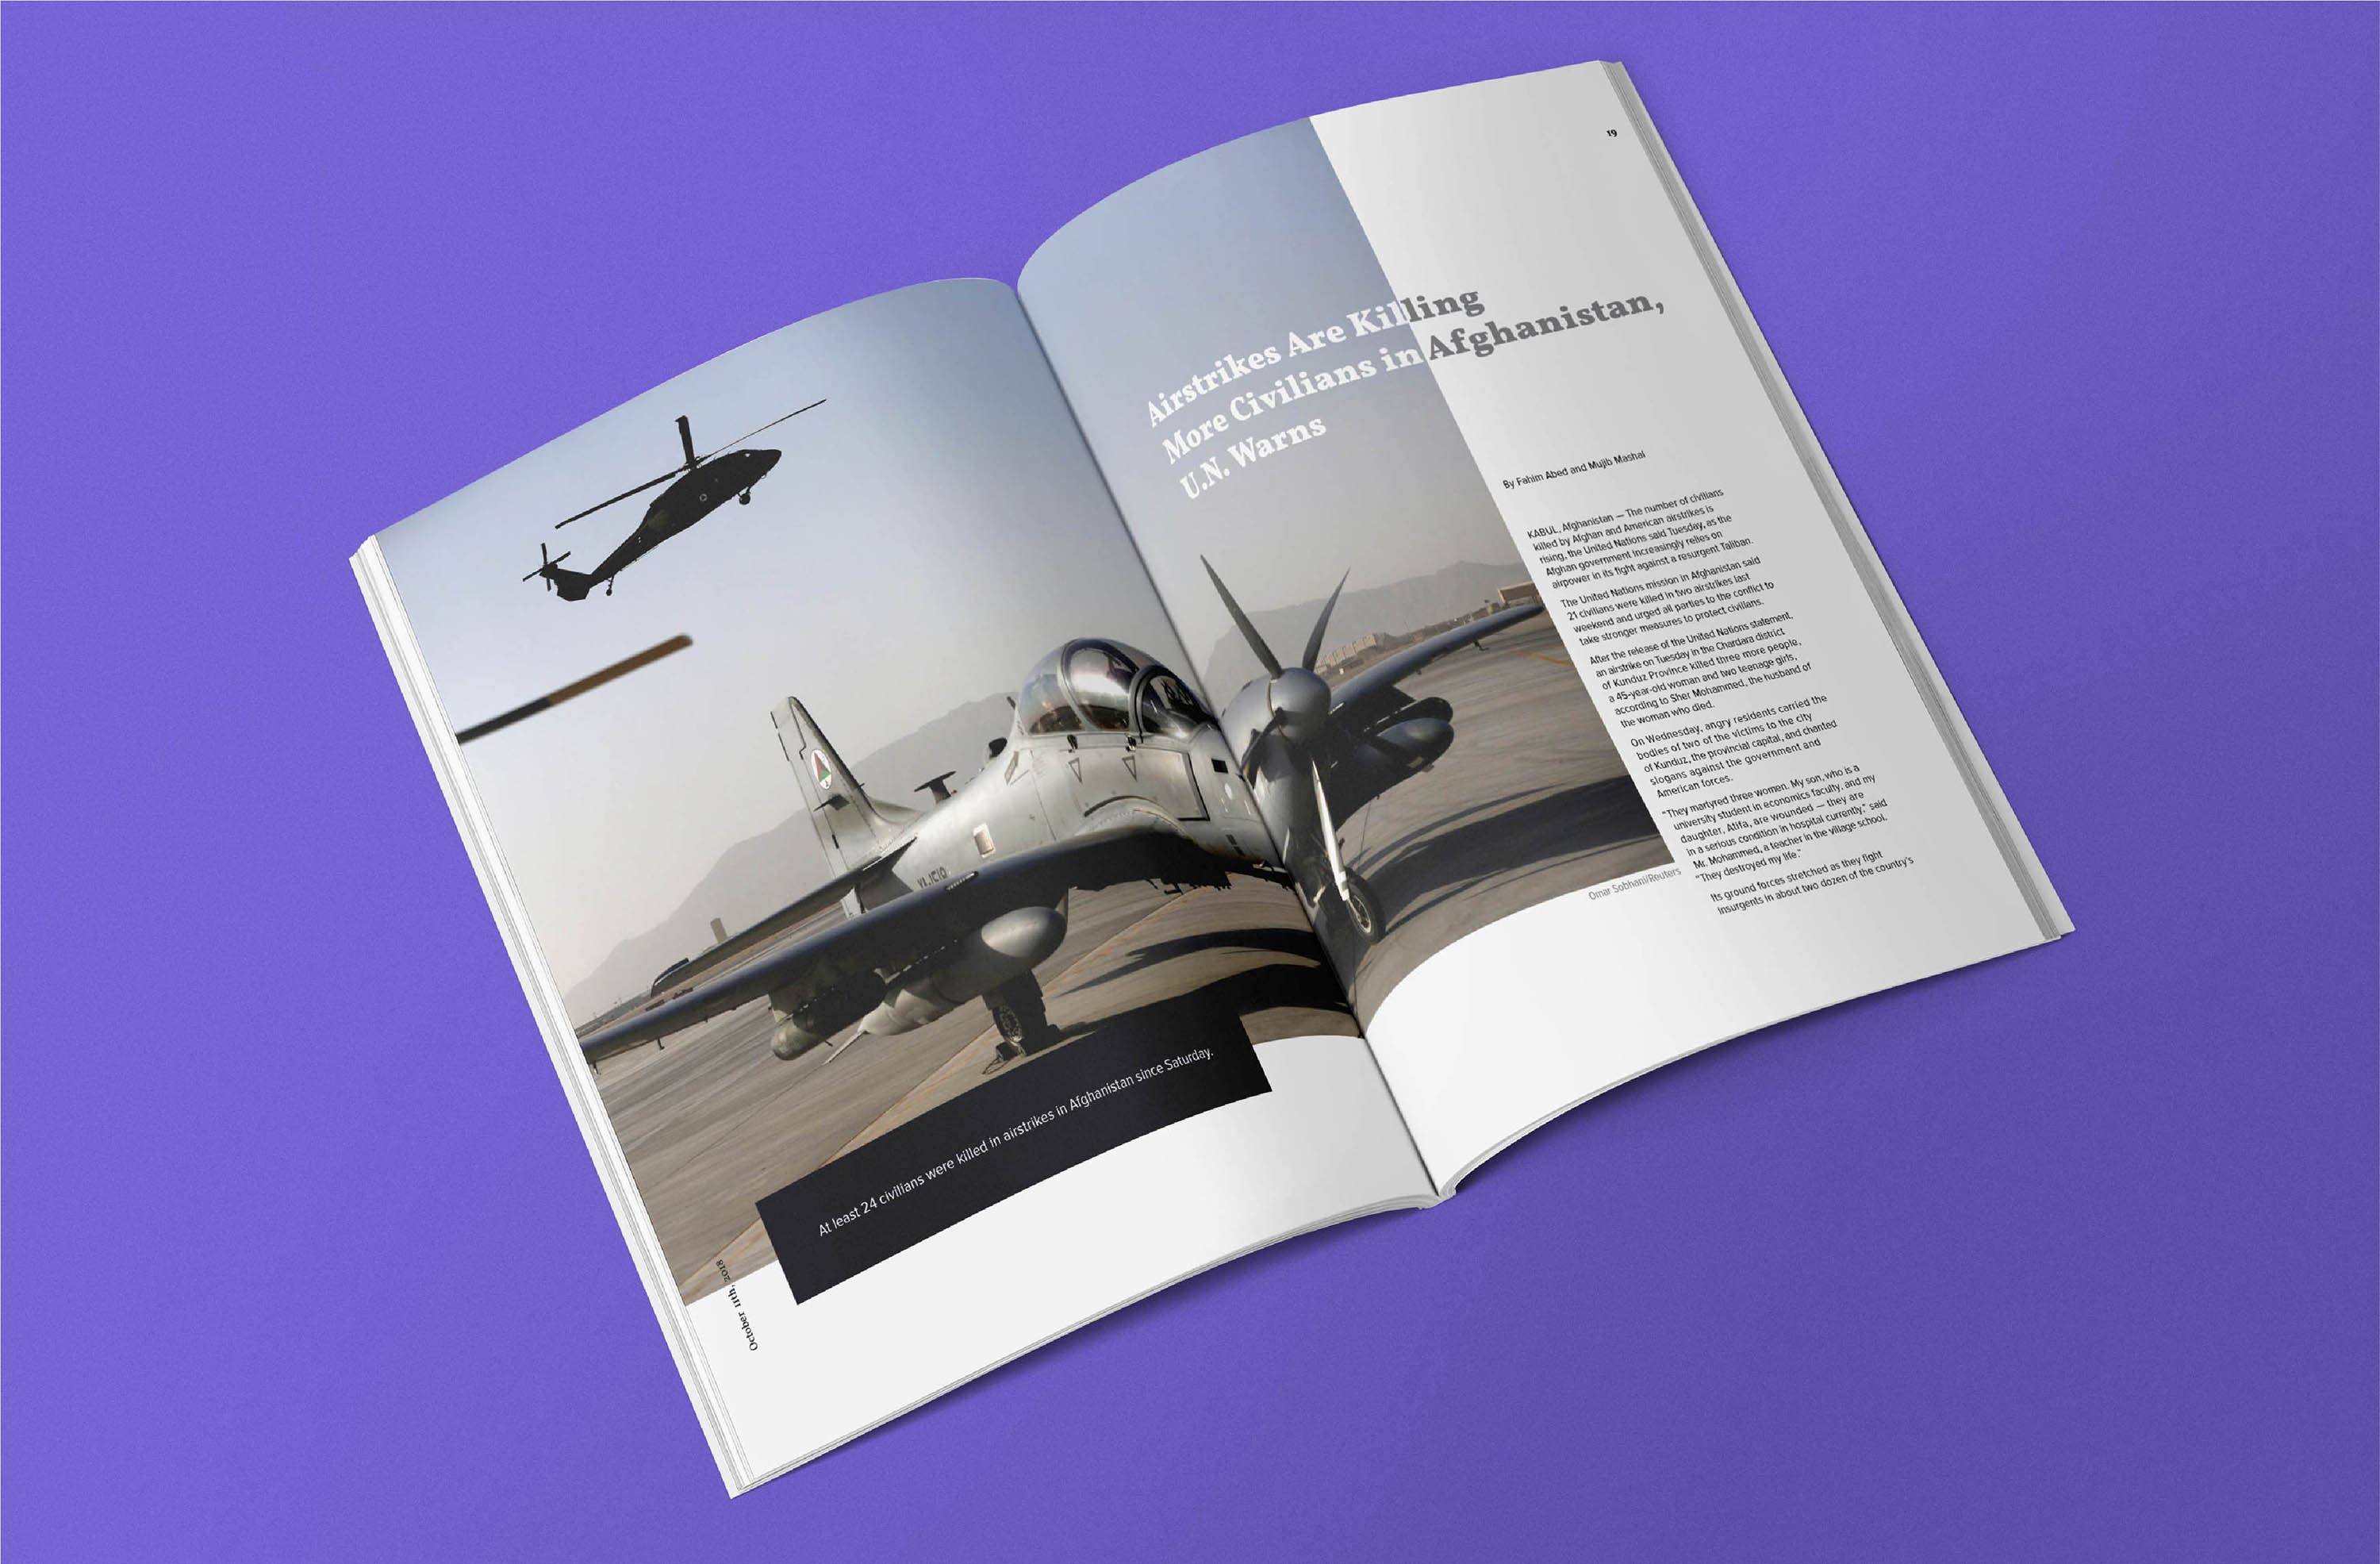 At least 24 civilians were killed in airstrikes in Afghanistan since Saturday.
October 11th, 2018
19
Airstrikes Are Killing
More Civilians in Afghanistan,
U.N. Warns
By Fahim Abed and Mujib Mashal
KABUL, Afghanistan — The number of civilians
killed by Afghan and American airstrikes is
rising, the United Nations said Tuesday, as the
Afghan government increasingly relies on
airpower in its fight against a resurgent Taliban.
The United Nations mission in Afghanistan said
21 civilians were killed in two airstrikes last
weekend and urged all parties to the conflict to
take stronger measures to protect civilians.
After the release of the United Nations statement,
an airstrike on Tuesday in the Chardara district
of Kunduz Province killed three more people,
a 45-year-old woman and two teenage girls,
according to Sher Mohammed, the husband of
the woman who died.
On Wednesday, angry residents carried the
bodies of two of the victims to the city
of Kunduz, the provincial capital, and chanted
slogans against the government and
American forces.
“They martyred three women. My son, who is a
university student in economics faculty, and my
daughter, Atifa, are wounded — they are
in a serious condition in hospital currently,” said
Mr. Mohammed, a teacher in the village school.
“They destroyed my life.”
Its ground forces stretched as they fight
insurgents in about two dozen of the country’s
Omar Sobhani/Reuters